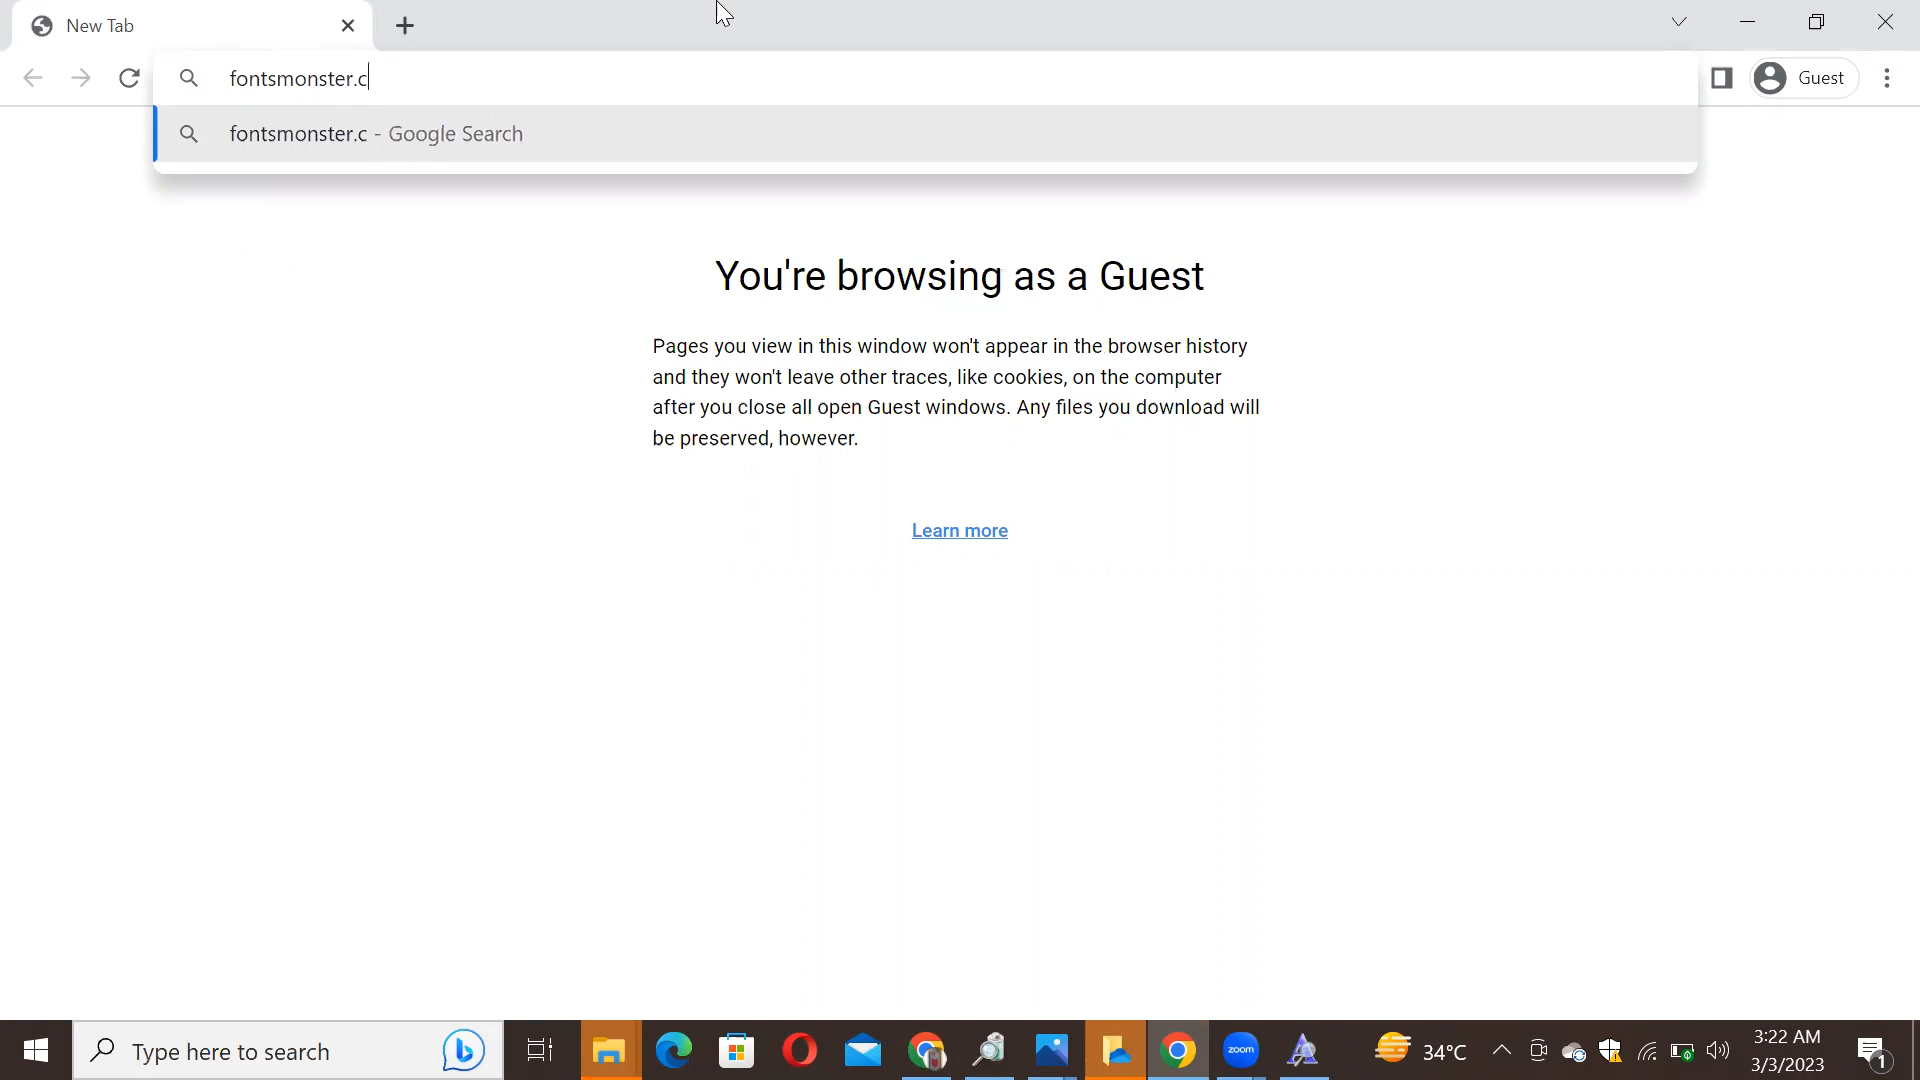 New Tab
fontsmonster.c
Guest
fontsmonster.c - Google Search
You're browsing as a Guest
Pages you view in this window won't appear in the browser history
and they won't leave other traces, like cookies, on the computer
after you close all open Guest windows. Any files you download will
be preserved, however.
Learn more
Type here to search
zoom
34°C
3:22 AM
3/3/2023
1